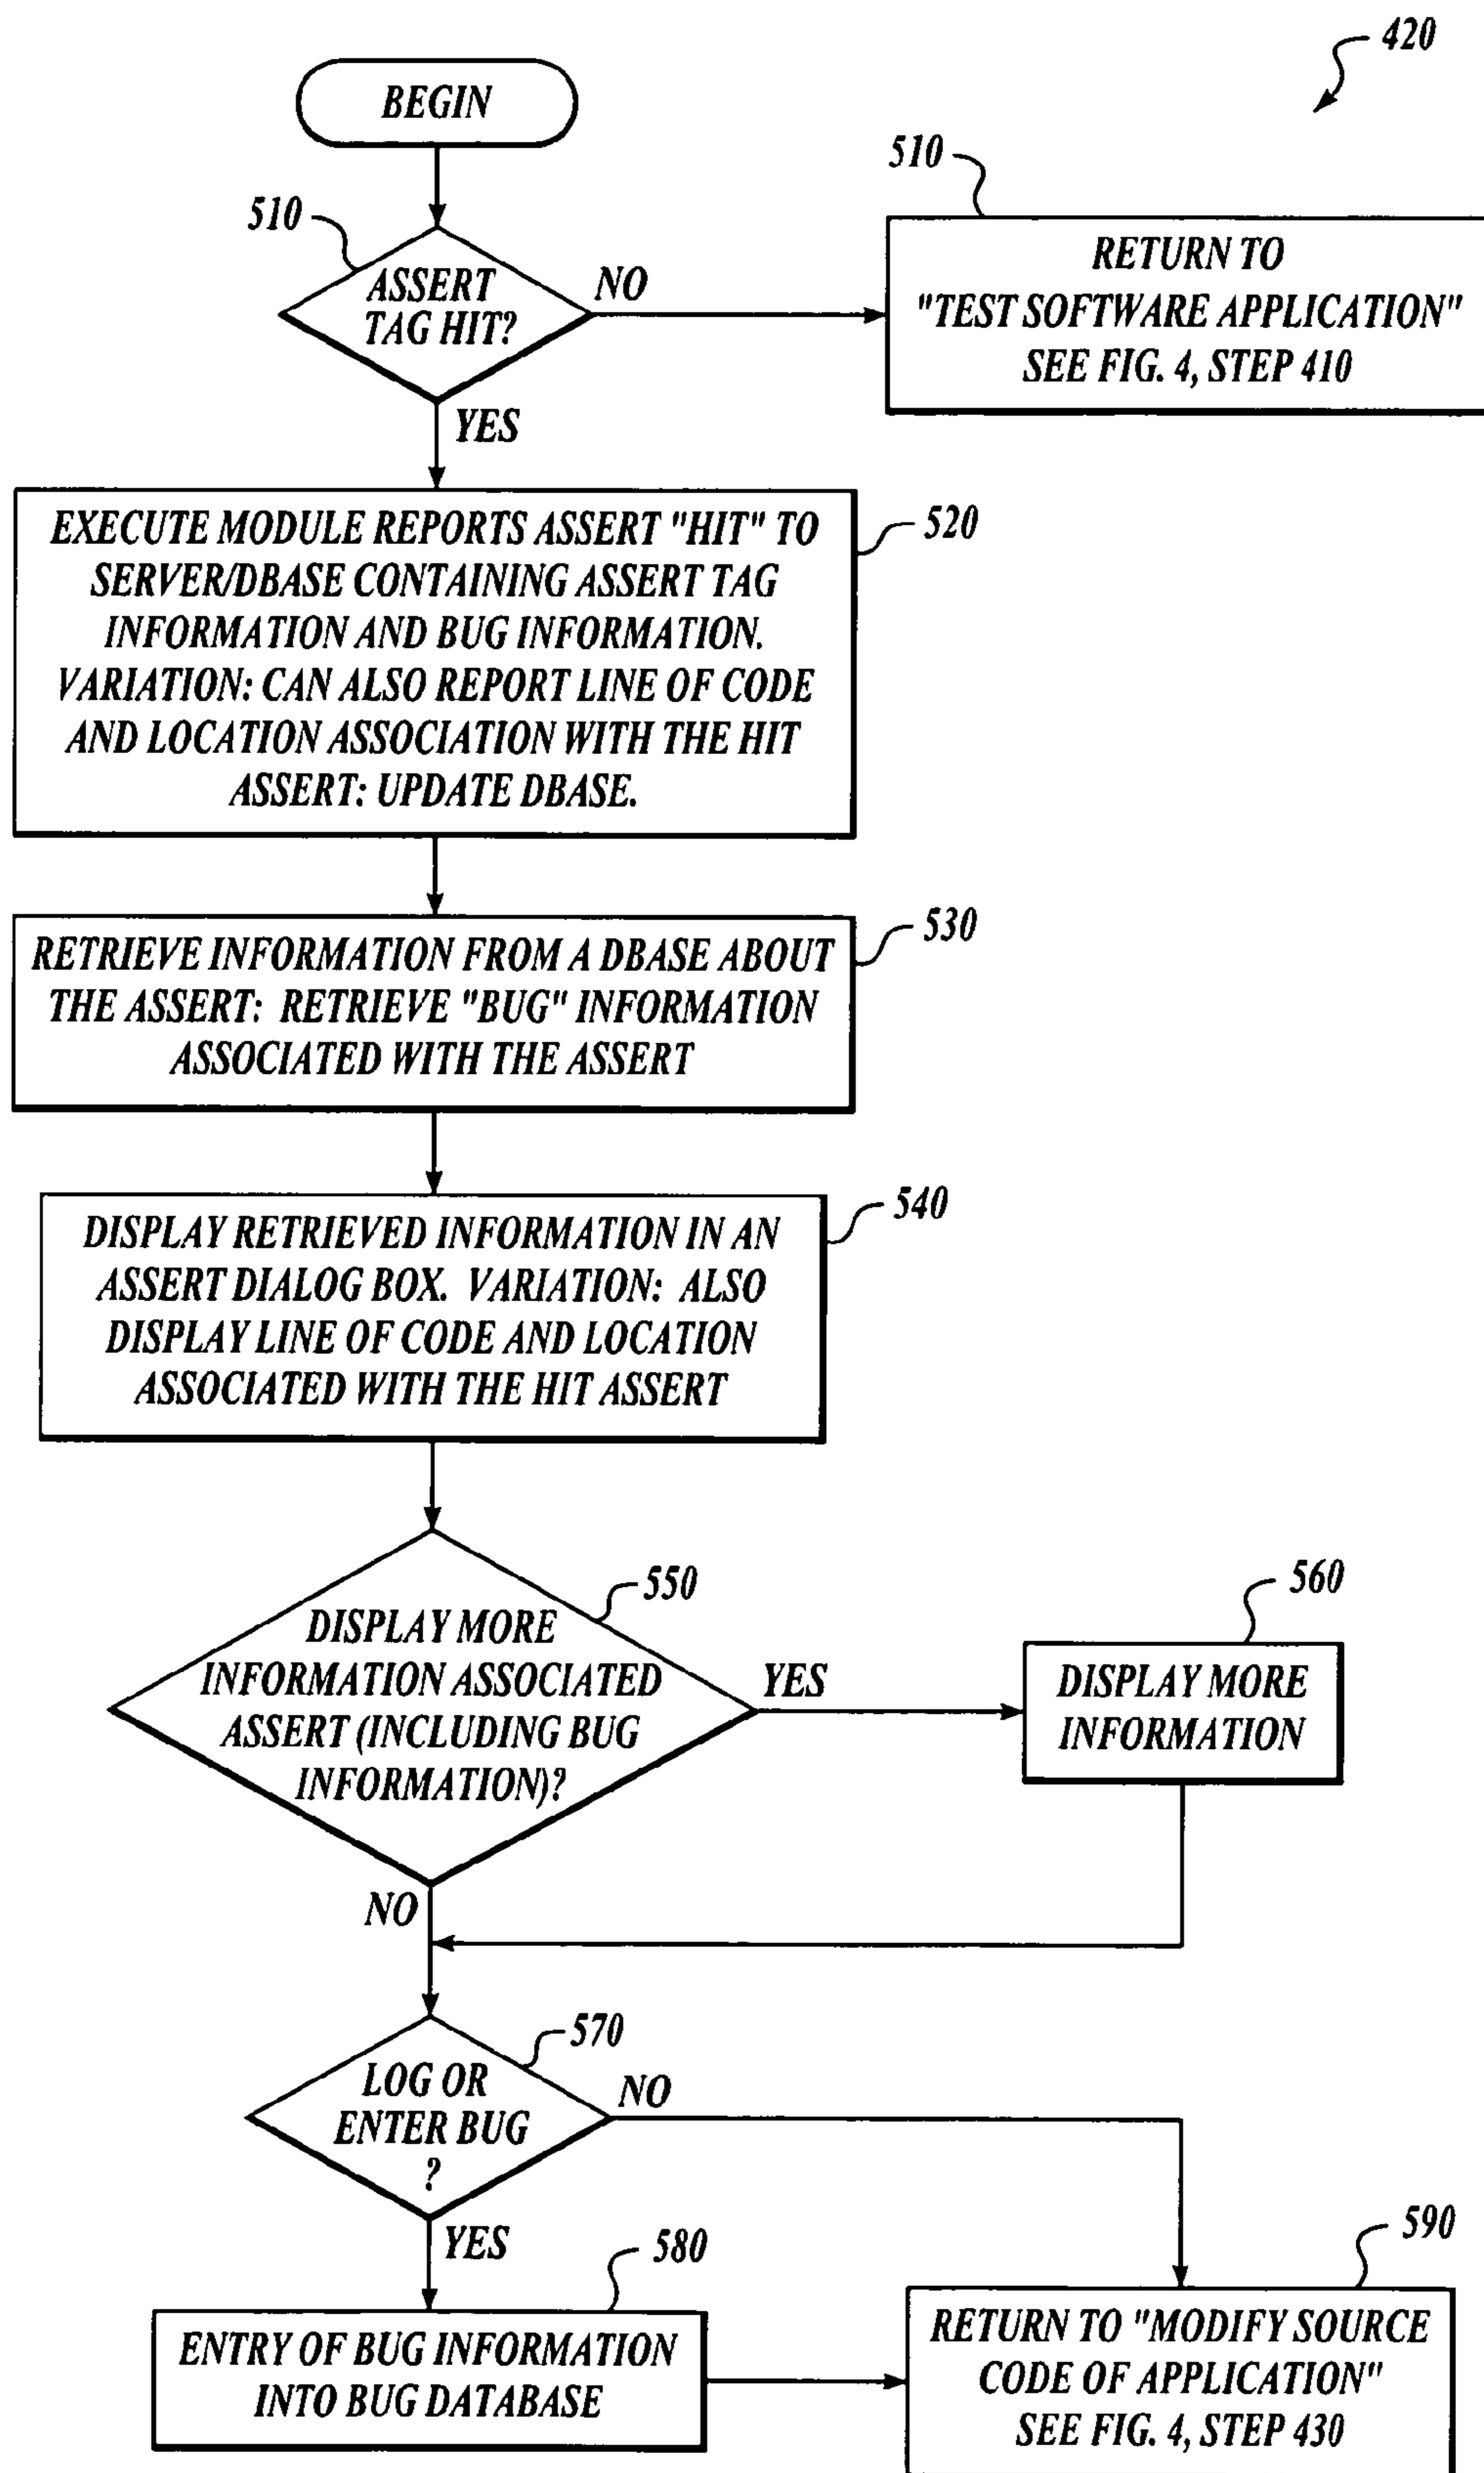 420
BEGIN
510
510
ASSERT
TAG HIT?
NO
RETURN TO
"TEST SOFTWARE APPLICATION"
SEE FIG. 4, STEP 410
YES
520
EXECUTE MODULE REPORTS ASSERT "HIT" TO
SERVER/DBASE CONTAINING ASSERT TAG
INFORMATION AND BUG INFORMATION.
VARIATION: CAN ALSO REPORT LINE OF CODE
AND LOCATION ASSOCIATION WITH THE HIT
ASSERT: UPDATE DBASE.
530
RETRIEVE INFORMATION FROM A DBASE ABOUT
THE ASSERT: RETRIEVE "BUG" INFORMATION
ASSOCIATED WITH THE ASSERT
540
DISPLAY RETRIEVED INFORMATION IN AN
ASSERT DIALOG BOX. VARIATION: ALSO
DISPLAY LINE OF CODE AND LOCATION
ASSOCIATED WITH THE HIT ASSERT
550
DISPLAY MORE
INFORMATION ASSOCIATED
ASSERT (INCLUDING BUG
INFORMATION)?
YES
560
DISPLAY MORE
INFORMATION
NO
570
LOG OR
ENTER BUG
?
NO
YES
580
ENTRY OF BUG INFORMATION
INTO BUG DATABASE
590
RETURN TO "MODIFY SOURCE
CODE OF APPLICATION"
SEE FIG. 4, STEP 430